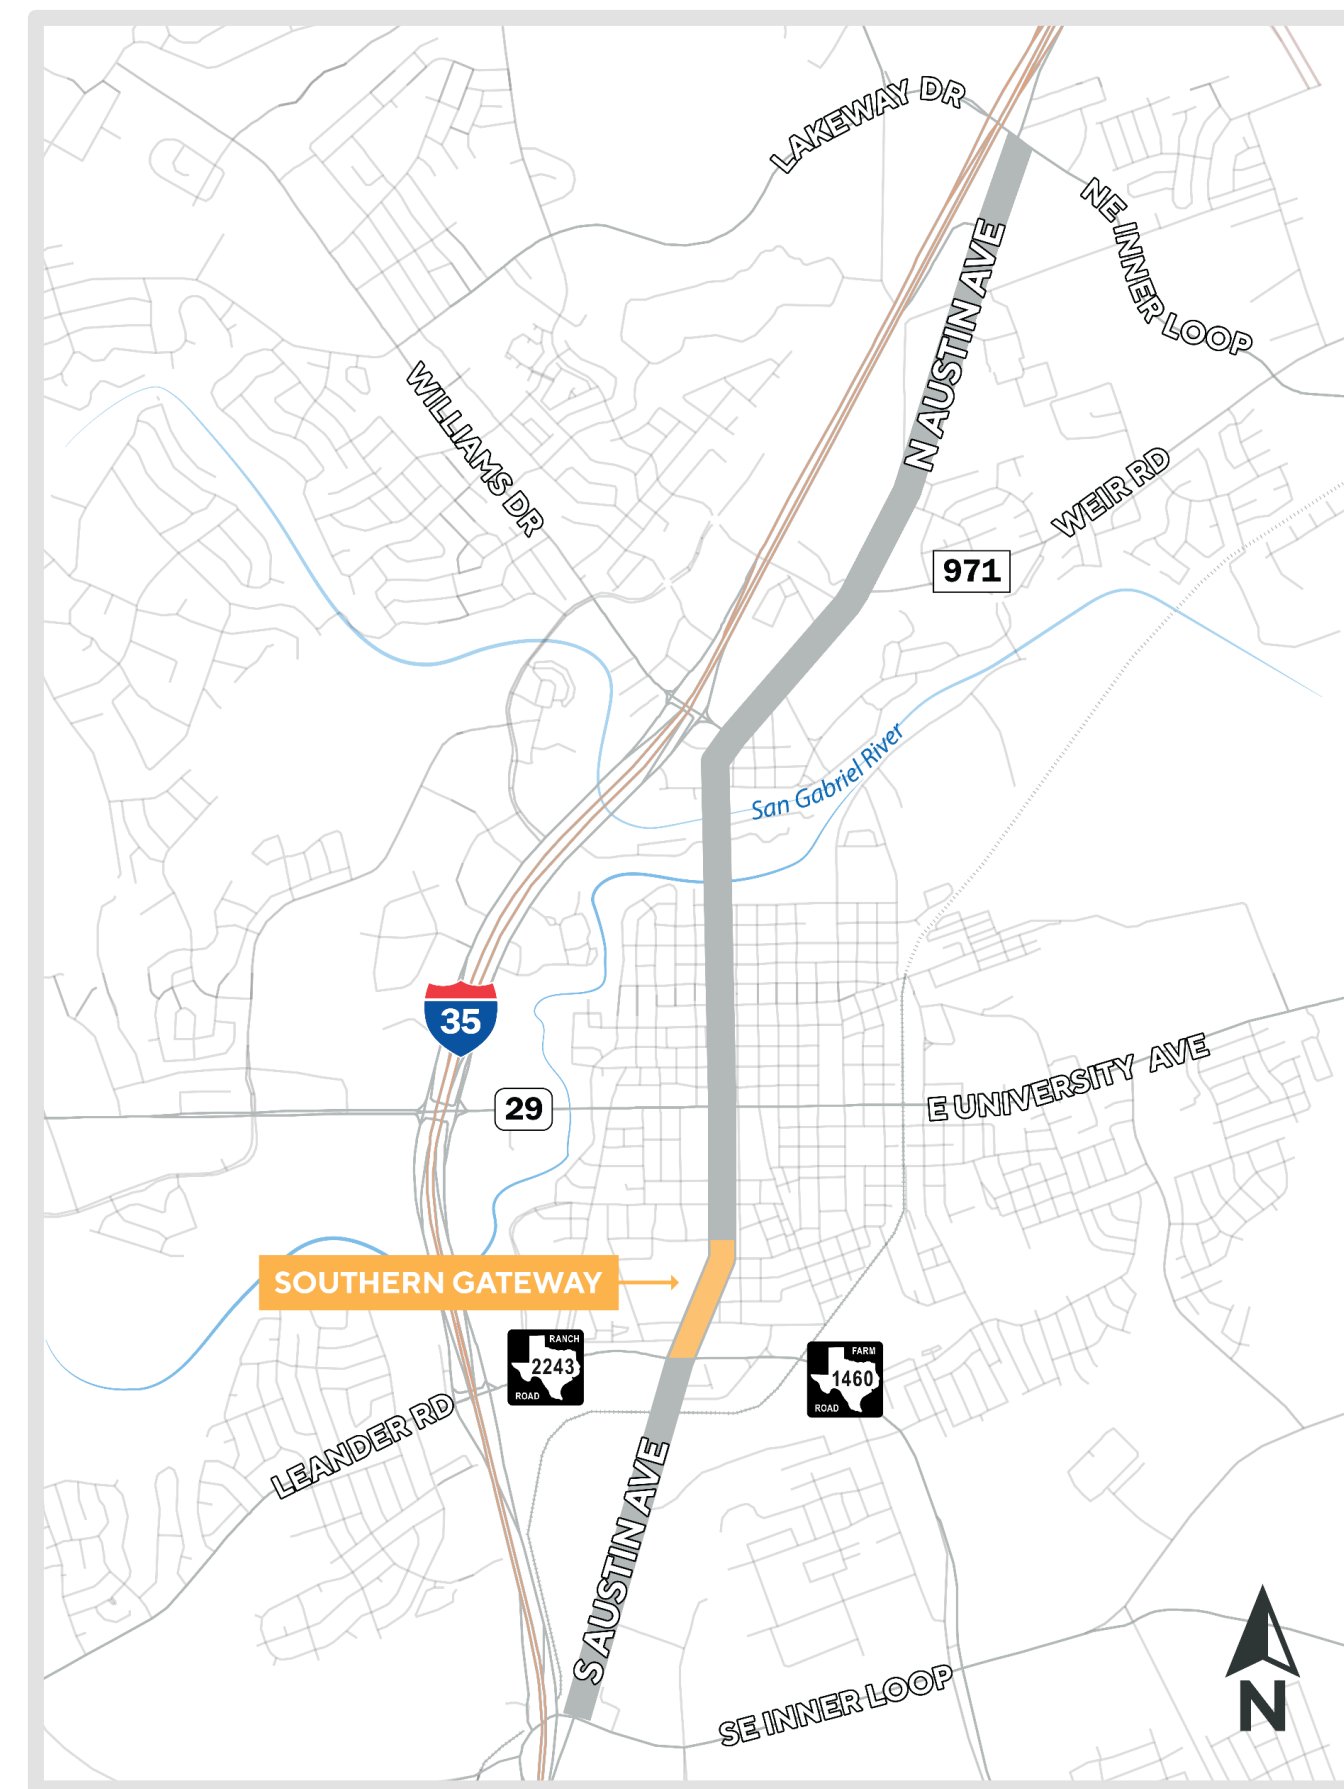 LAKEWAY DR
NE INNER LOOP
N AUSTIN AVE
WILLIAMS DR
WEIR RD
971
San Gabriel River
35
29
E UNIVERSITY AVE
SOUTHERN GATEWAY
RANCH
2243
ROAD
FARM
1460
ROAD
LEANDER RD
S AUSTIN AVE
SE INNER LOOP
N